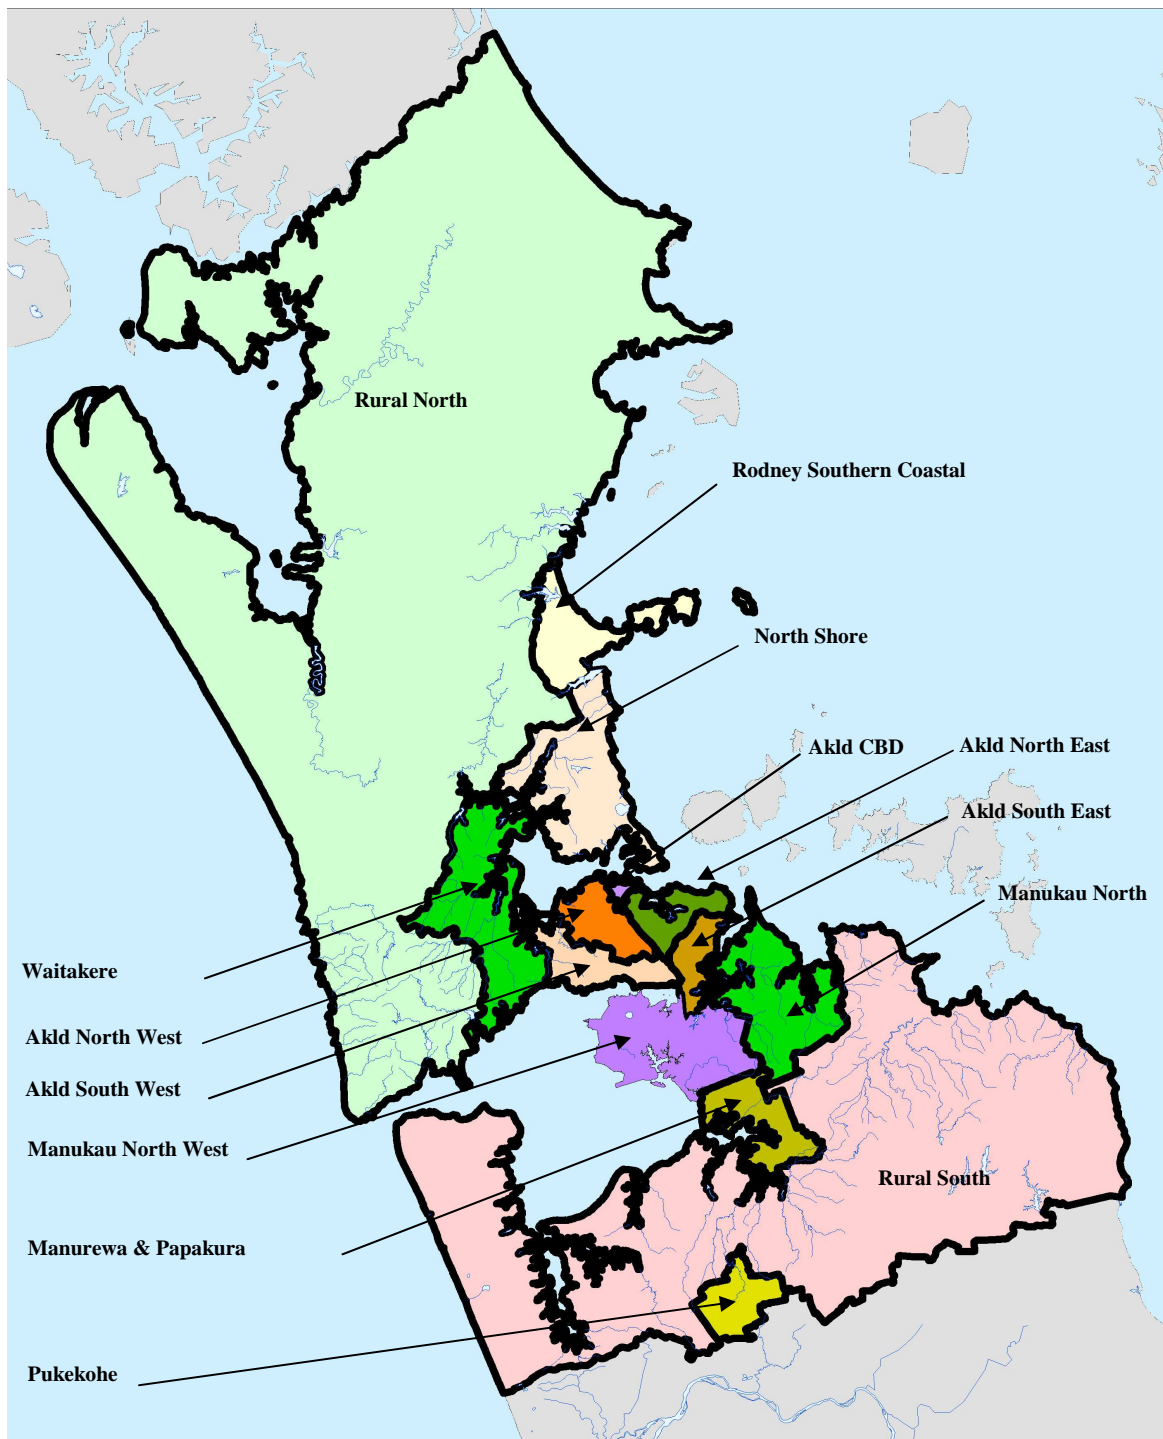 Rural North
Rodney Southern Coastal
North Shore
Akld CBD
Akld North East
Akld South East
Manukau North
Waitakere
Akld North West
Akld South West
Manukau North West
Rural South
Manurewa & Papakura
Pukekohe